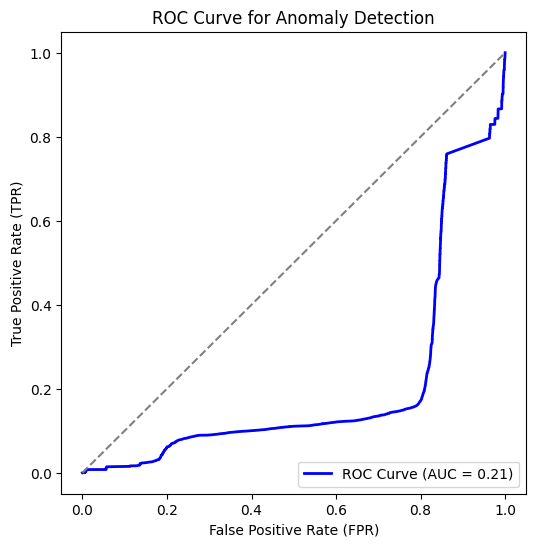 ROC Curve for Anomaly Detection
True Positive Rate (TPR)
1.0
0.8
0.6
0.4
0.2
0.0
ROC Curve (AUC = 0.21)
0.0 0.2 0.4 0.6 0.8 1.0
False Positive Rate (FPR)